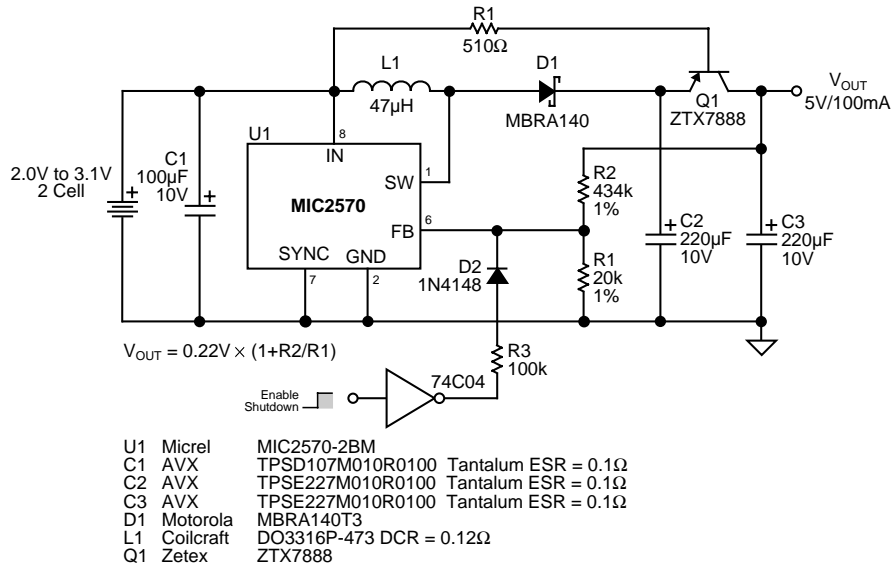 R1
510Ω
L1
47µH
D1
MBRA140
Q1
ZTX7888
VOUT
5V/100mA
U1
8
IN
SW
1
MIC2570
FB
6
SYNC
GND
7
2
2.0V to 3.1V
2 Cell
C1
100µF
10V
R2
434k
1%
R1
20k
1%
C2
220µF
10V
C3
220µF
10V
D2
1N4148
VOUT = 0.22V × (1+R2/R1)
R3
100k
74C04
Enable
Shutdown
U1 Micrel MIC2570-2BM
C1 AVX TPSD107M010R0100 Tantalum ESR = 0.1Ω
C2 AVX TPSE227M010R0100 Tantalum ESR = 0.1Ω
C3 AVX TPSE227M010R0100 Tantalum ESR = 0.1Ω
D1 Motorola MBRA140T3
L1 Coilcraft DO3316P-473 DCR = 0.12Ω
Q1 Zetex ZTX7888